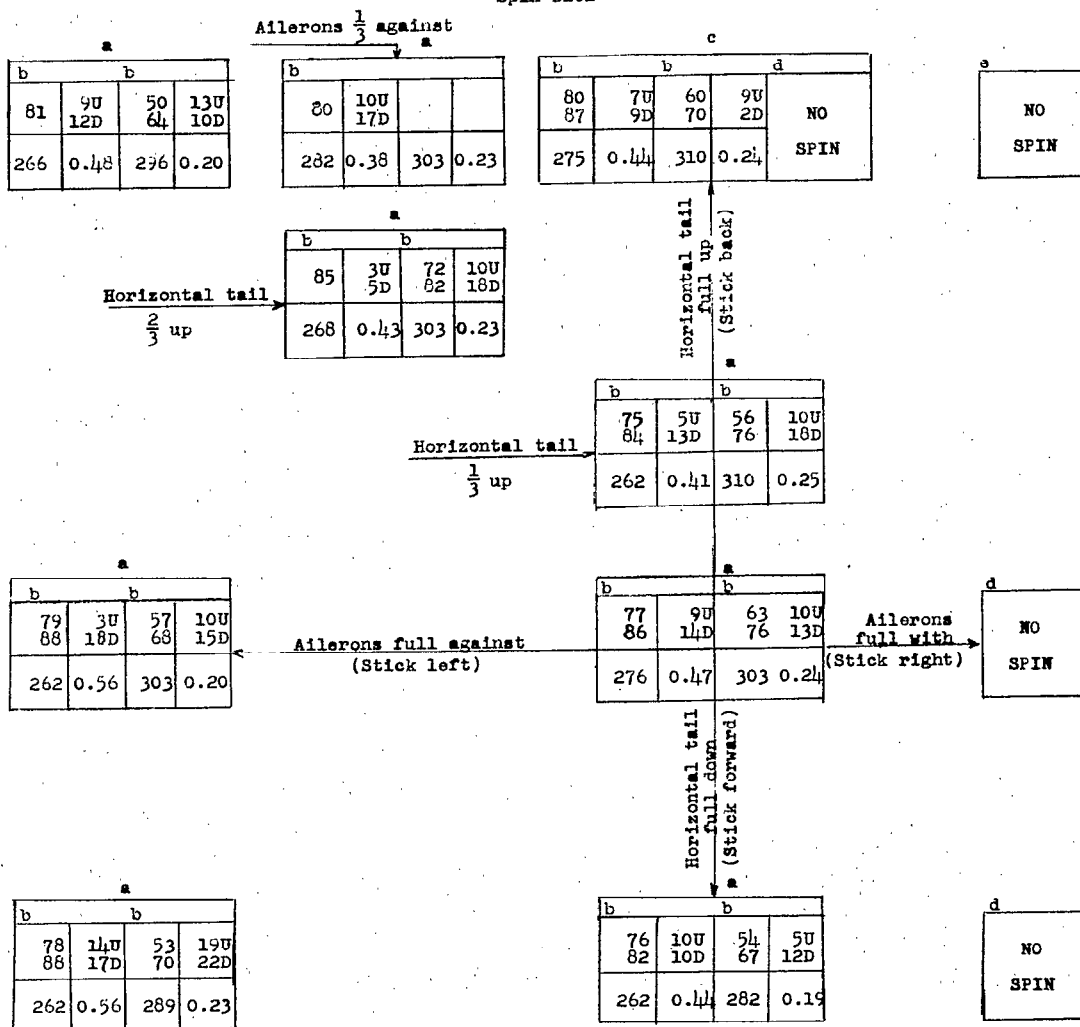 Ailerons 1/3 against
a
b b
81 9U 50 13U
12D 64 10D
266 0.48 296 0.20
a
b
80 10U
17D
282 0.38 303 0.23
c
b b d
80 7U 60 9U NO
87 9D 70 2D SPIN
275 0.44 310 0.24
e
NO
SPIN
a
b b
85 3U 72 10U
5D 82 18D
268 0.43 303 0.23
Horizontal tail
2/3 up
Horizontal tail
full up
(Stick back)
a
b b
75 5U 56 10U
84 13D 76 18D
262 0.41 310 0.25
Horizontal tail
1/3 up
a
b b
79 3U 57 10U
88 18D 68 15D
262 0.56 303 0.20
Ailerons full against
(Stick left)
a
b b
77 9U 63 10U
86 14D 76 13D
276 0.47 303 0.24
Ailerons
full with
(Stick right)
d
NO
SPIN
Horizontal tail
full down
(Stick forward)
a
b b
78 14U 53 19U
88 17D 70 22D
262 0.56 289 0.23
a
b b
76 10U 54 5U
82 10D 67 12D
262 0.44 282 0.19
d
NO
SPIN